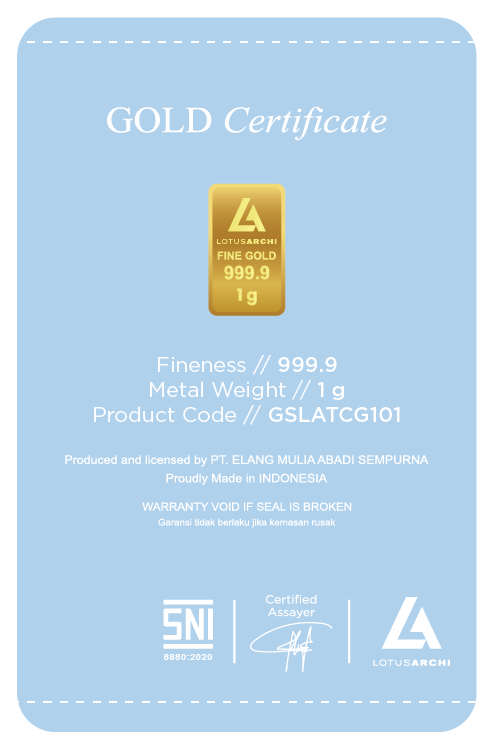 GOLD Certificate
LOTUSARCHI
FINE GOLD
999.9
1g
Fineness // 999.9
Metal Weight // 1 g
Product Code // GSLATCG101
Produced and licensed by PT. ELANG MULIA ABADI SEMPURNA
Proudly Made in INDONESIA
WARRANTY VOID IF SEAL IS BROKEN
Garansi tidak berlaku jika kemasan rusak
SNI
8880:2020
Certified
Assayer
LOTUSARCHI